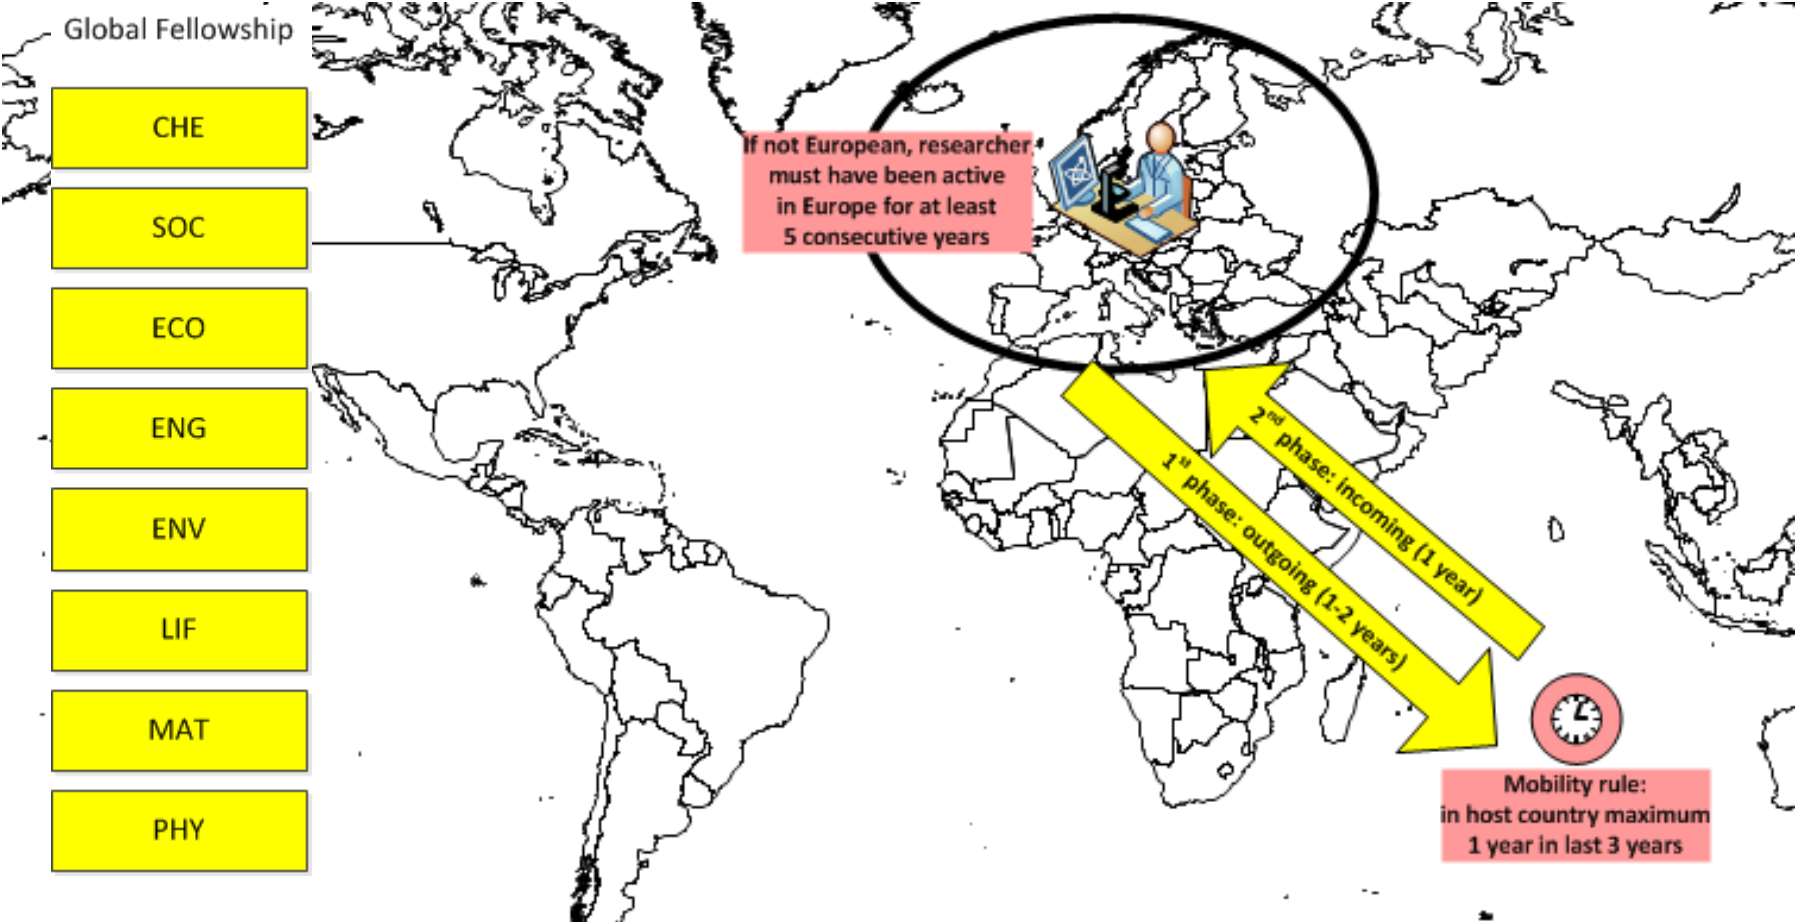 Global Fellowship
CHE
SOC
ECO
ENG
ENV
LIF
MAT
PHY
If not European, researcher
must have been active
in Europe for at least
5 consecutive years
1st phase: outgoing (1-2 years)
2nd phase: incoming (1 year)
Mobility rule:
in host country maximum
1 year in last 3 years